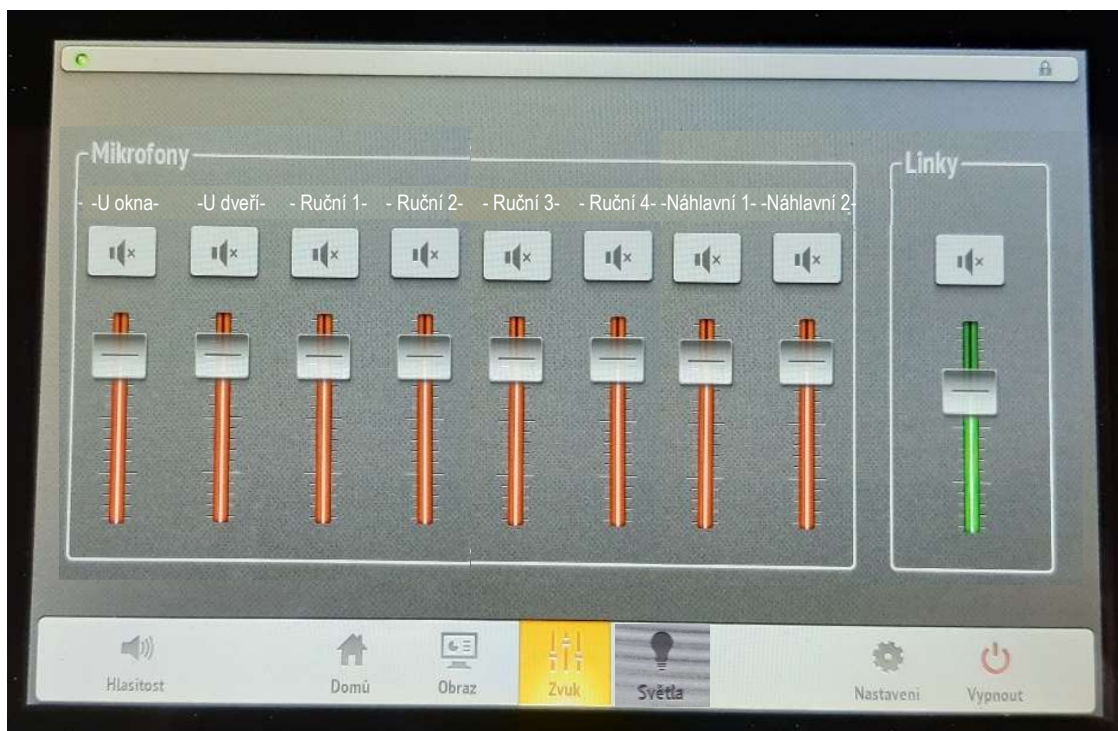 Mikrofony
Linky
- -U okna- -U dveří- - Ruční 1- - Ruční 2- - Ruční 3- - Ruční 4- -Náhlavní 1- -Náhlavní 2-
Hlasitost
Domů
Obraz
Zvuk
Světla
Nastavení
Vypnout